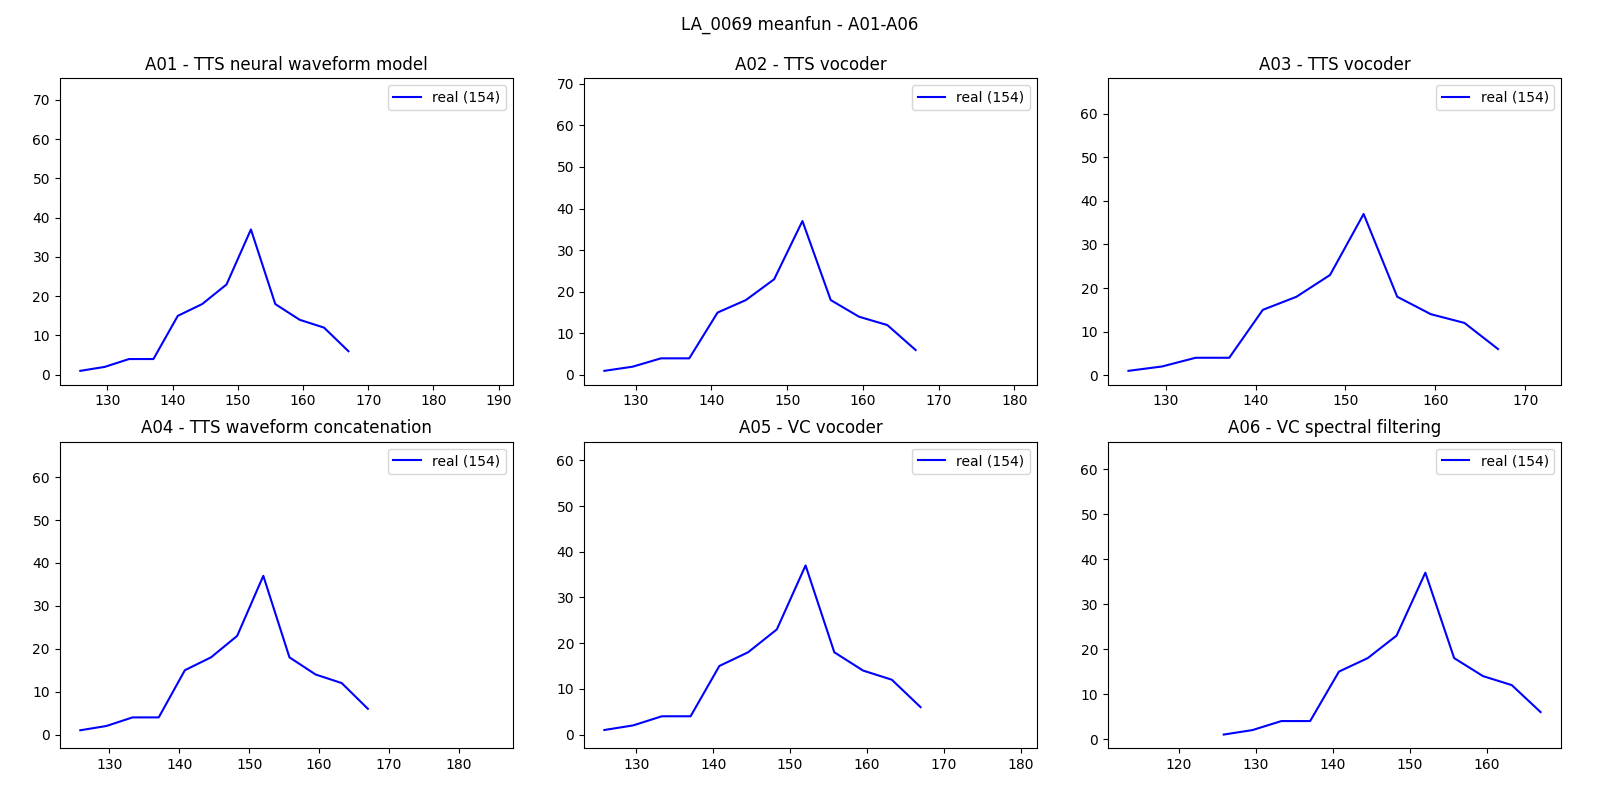 LA_0069 meanfun - A01-A06
A01 - TTS neural waveform model
real (154)
70
60
50
40
30
20
10
0
130 140 150 160 170 180 190
A02 - TTS vocoder
real (154)
70
60
50
40
30
20
10
0
130 140 150 160 170 180
A03 - TTS vocoder
real (154)
60
50
40
30
20
10
0
130 140 150 160 170
A04 - TTS waveform concatenation
real (154)
60
50
40
30
20
10
0
130 140 150 160 170 180
A05 - VC vocoder
real (154)
60
50
40
30
20
10
0
130 140 150 160 170 180
A06 - VC spectral filtering
real (154)
60
50
40
30
20
10
0
120 130 140 150 160